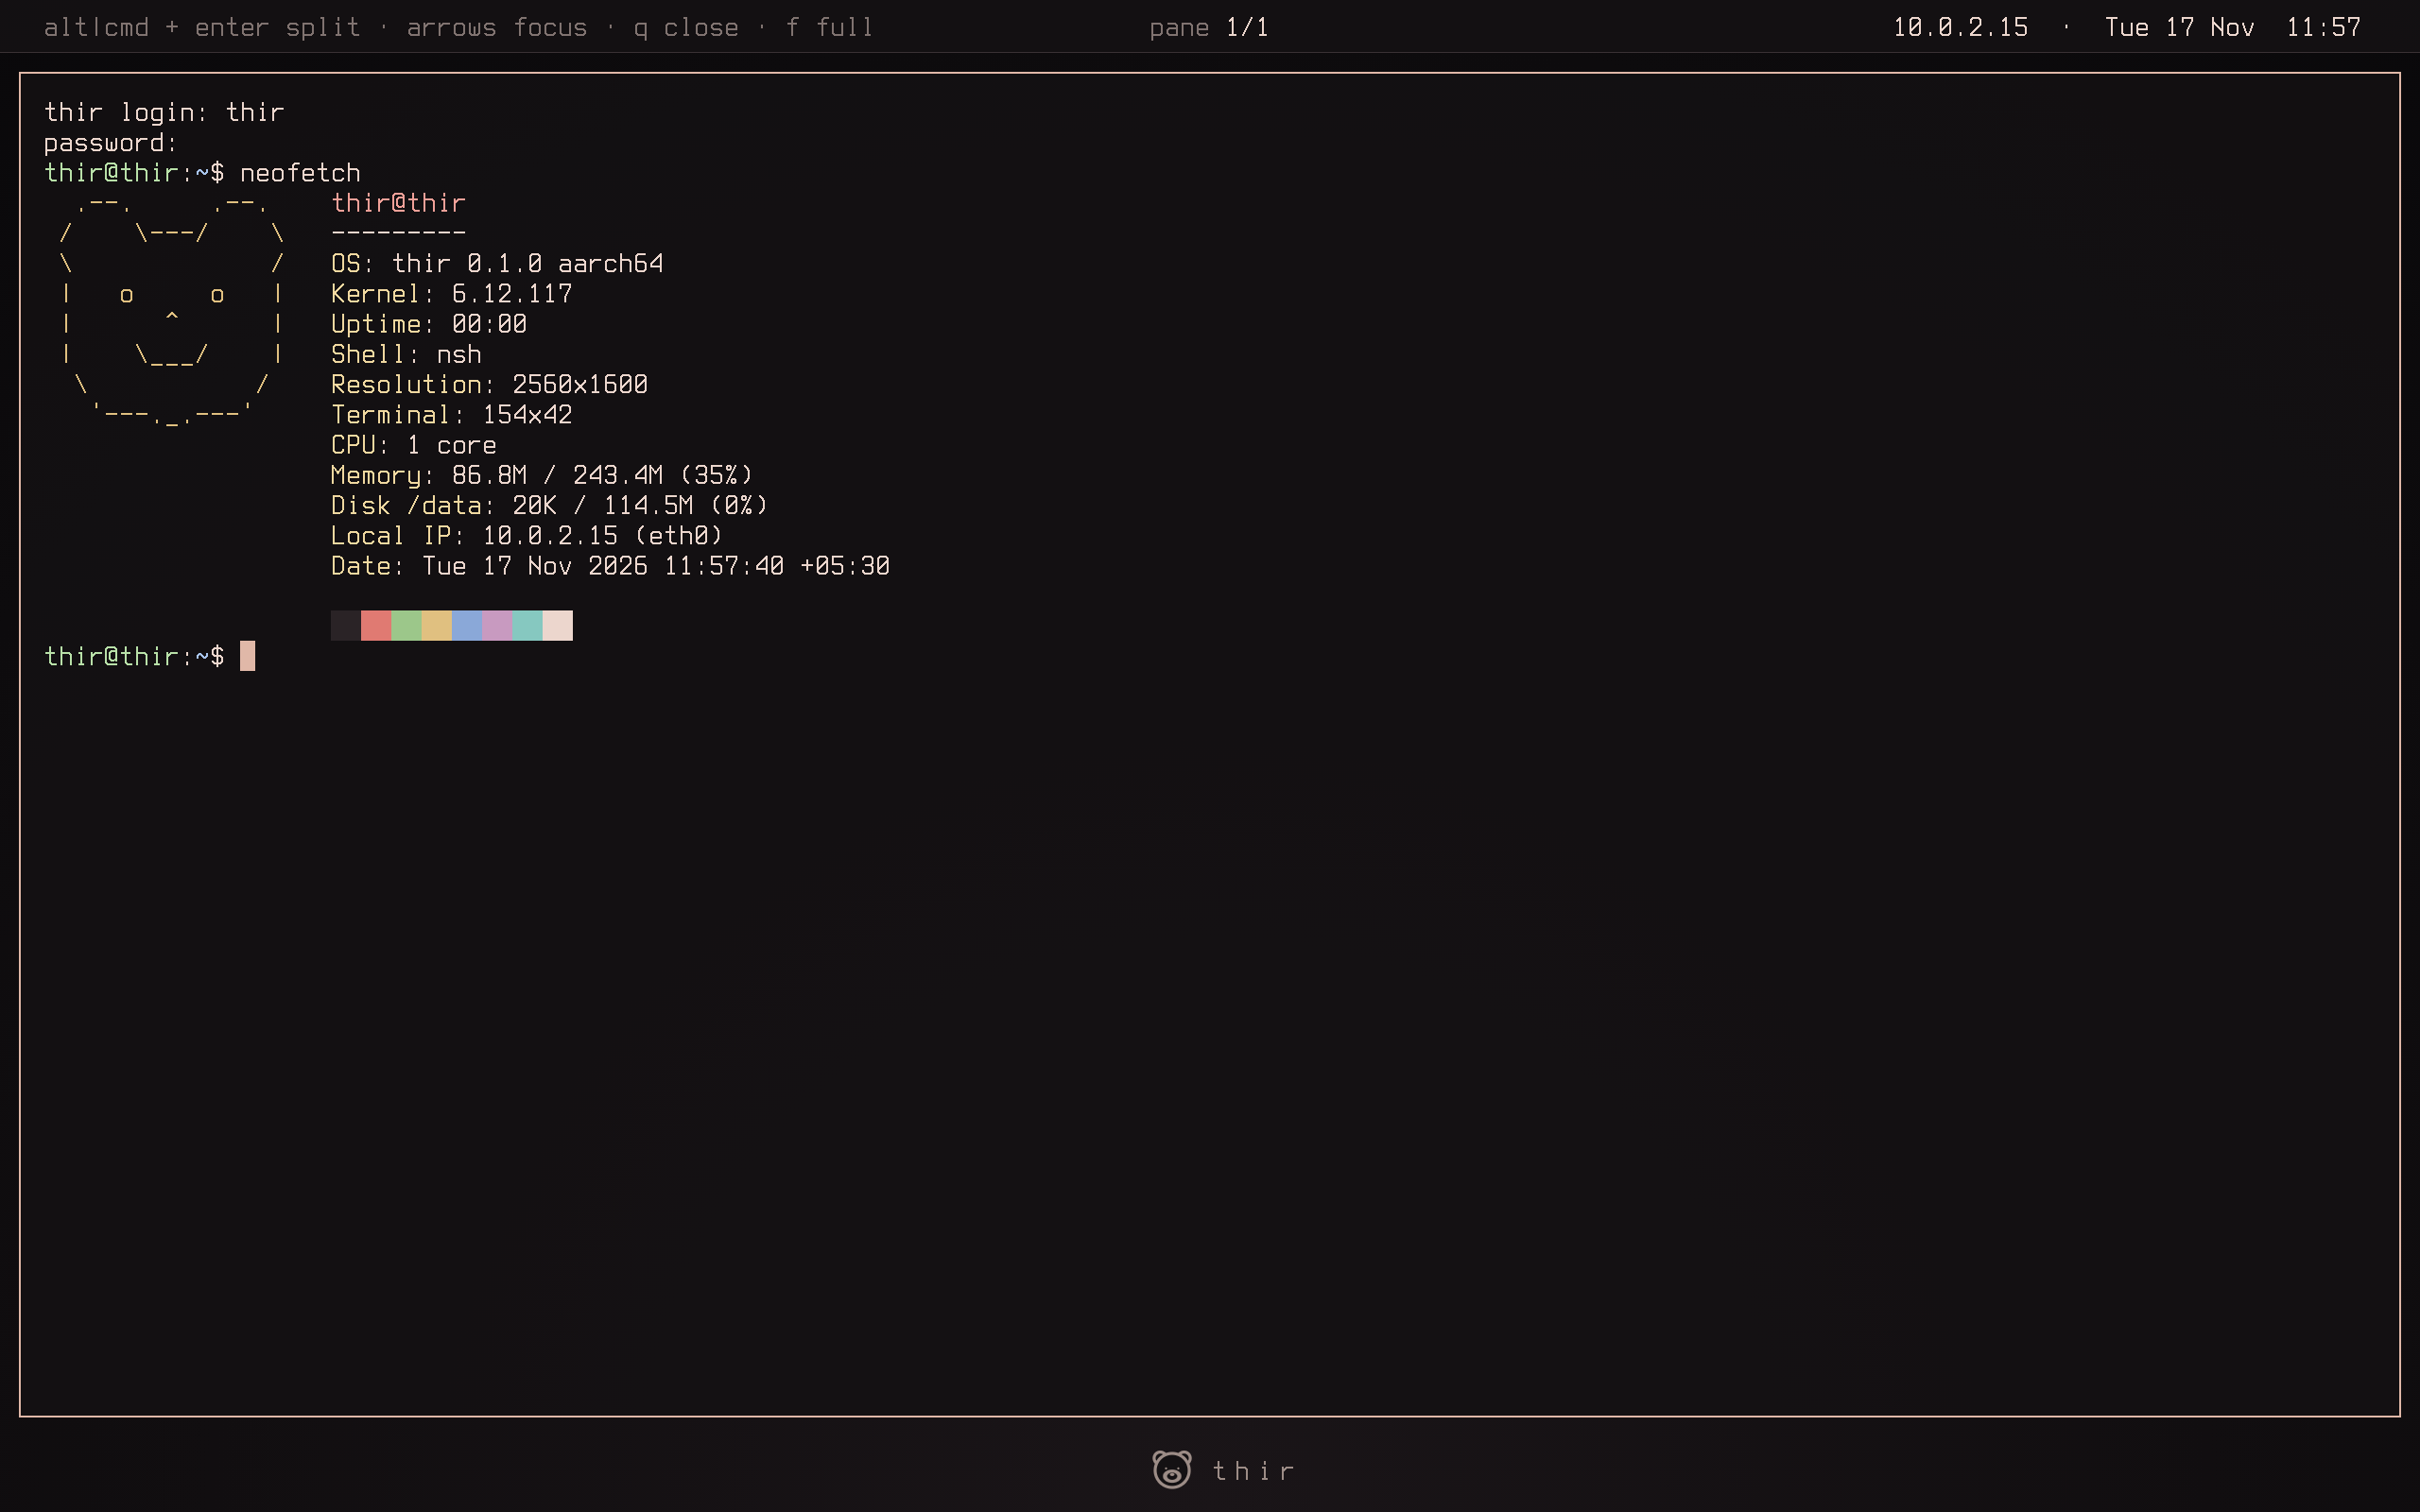 alt|cmd + enter split · arrows focus · q close · f full pane 1/1 10.0.2.15 · Tue 17 Nov 11:57
thir login: thir
password:
thir@thir:~$ neofetch
thir@thir
---------
OS: thir 0.1.0 aarch64
Kernel: 6.12.117
Uptime: 00:00
Shell: nsh
Resolution: 2560x1600
Terminal: 154x42
CPU: 1 core
Memory: 86.8M / 243.4M (35%)
Disk /data: 20K / 114.5M (0%)
Local IP: 10.0.2.15 (eth0)
Date: Tue 17 Nov 2026 11:57:40 +05:30
thir@thir:~$
thir